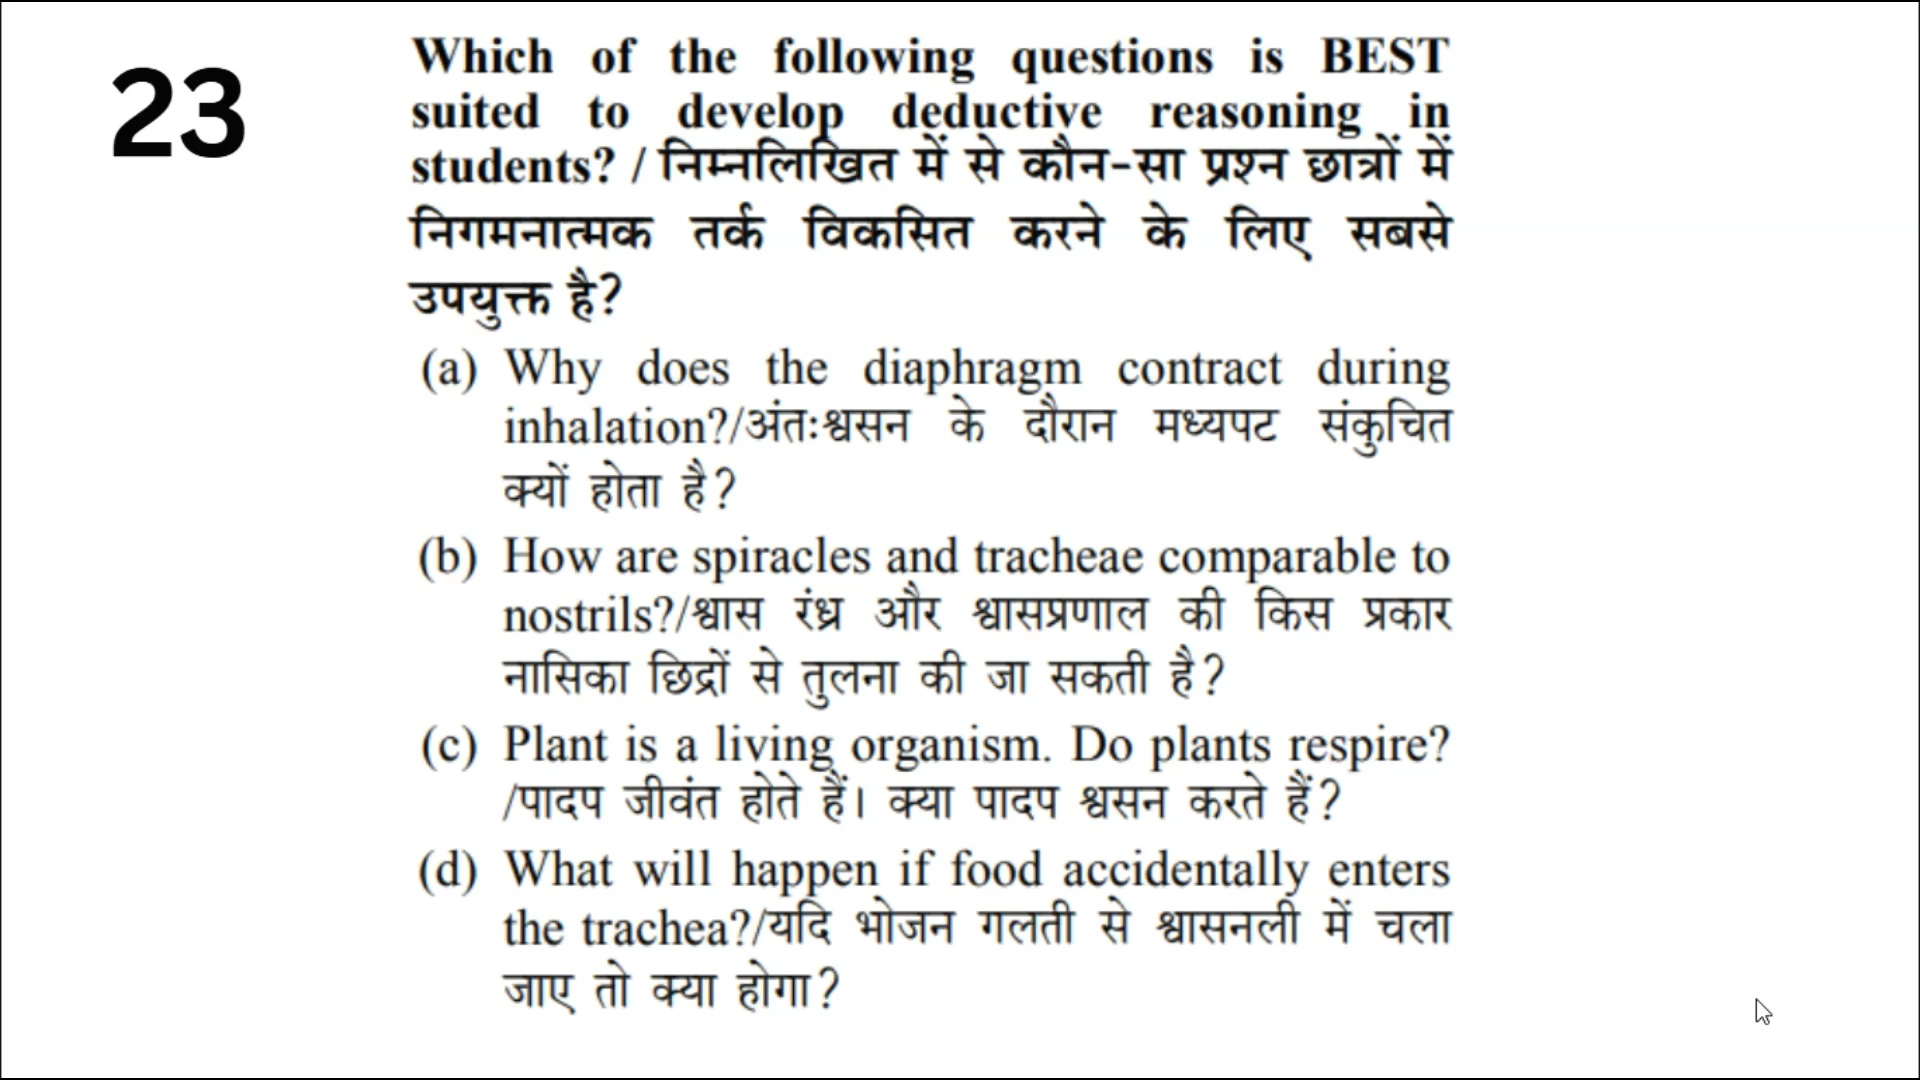 23
Which of the following questions is BEST
suited to develop deductive reasoning in
students? / निम्नलिखित में से कौन-सा प्रश्न छात्रों में
निगमनात्मक तर्क विकसित करने के लिए सबसे
उपयुक्त है?
(a) Why does the diaphragm contract during
inhalation?/अंतःश्वसन के दौरान मध्यपट संकुचित
क्यों होता है?
(b) How are spiracles and tracheae comparable to
nostrils?/श्वास रंध्र और श्वासप्रणाल की किस प्रकार
नासिका छिद्रों से तुलना की जा सकती है?
(c) Plant is a living organism. Do plants respire?
/पादप जीवंत होते हैं। क्या पादप श्वसन करते हैं?
(d) What will happen if food accidentally enters
the trachea?/यदि भोजन गलती से श्वासनली में चला
जाए तो क्या होगा?